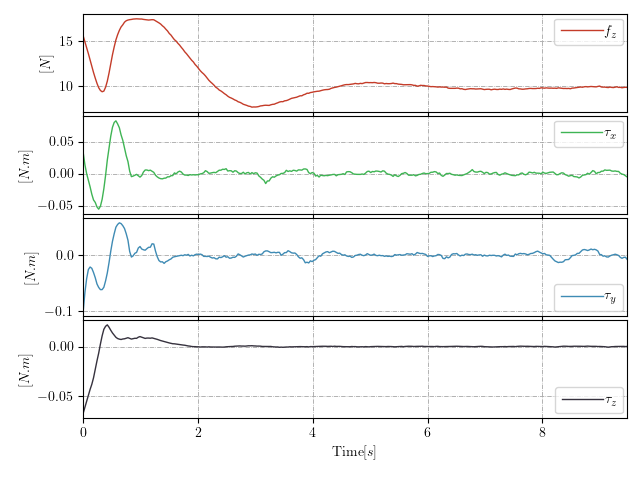 15
10
[N]
f_z
0.05
0.00
−0.05
[N.m]
τ_x
0.0
−0.1
[N.m]
τ_y
0.00
−0.05
[N.m]
τ_z
0 2 4 6 8
Time[s]